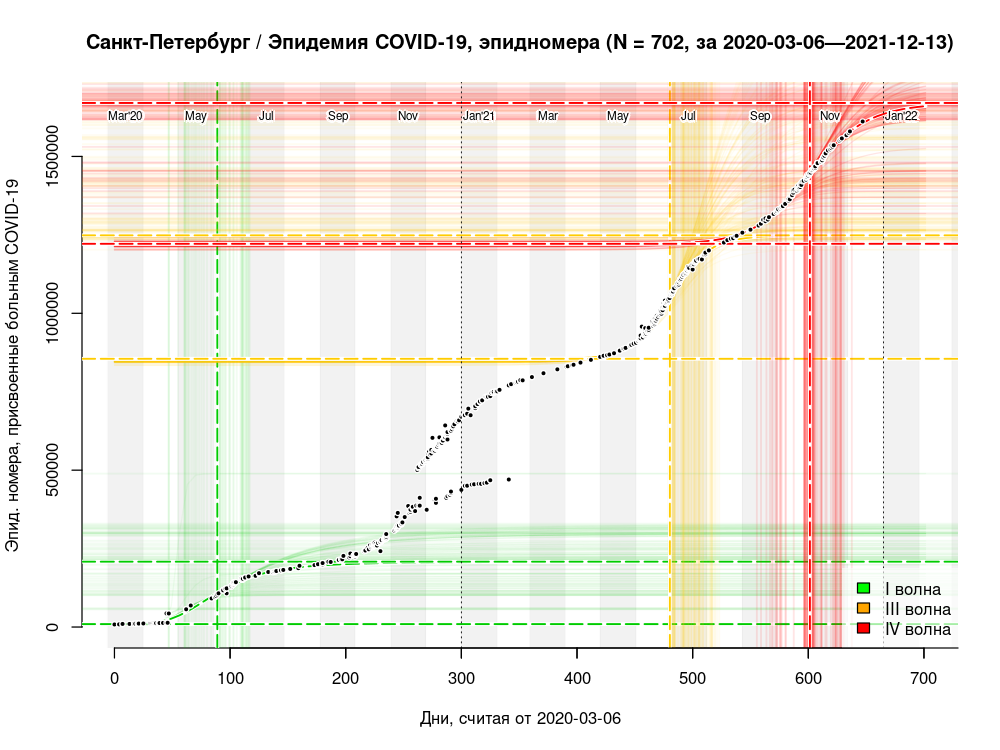 Санкт-Петербург / Эпидемия COVID-19, эпидномера (N = 702, за 2020-03-06—2021-12-13)
Mar'20 May Jul Sep Nov Jan'21 Mar May Jul Sep Nov Jan'22
Эпид. номера, присвоенные больным COVID-19
1500000
1000000
500000
0
I волна
III волна
IV волна
0 100 200 300 400 500 600 700
Дни, считая от 2020-03-06